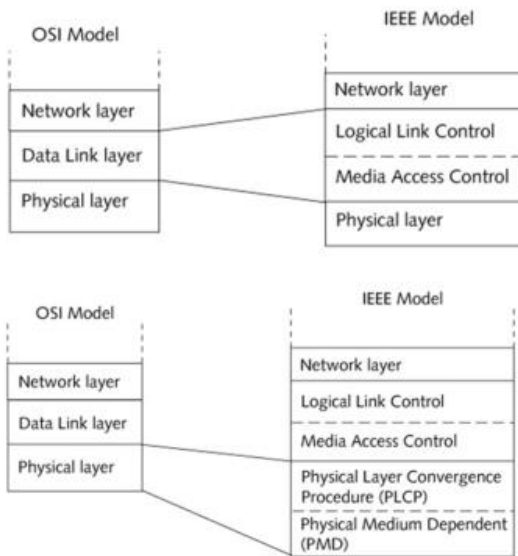 OSI Model
IEEE Model
Network layer
Data Link layer
Physical layer
Network layer
Logical Link Control
Media Access Control
Physical layer
OSI Model
IEEE Model
Network layer
Data Link layer
Physical layer
Network layer
Logical Link Control
Media Access Control
Physical Layer Convergence
Procedure (PLCP)
Physical Medium Dependent
(PMD)